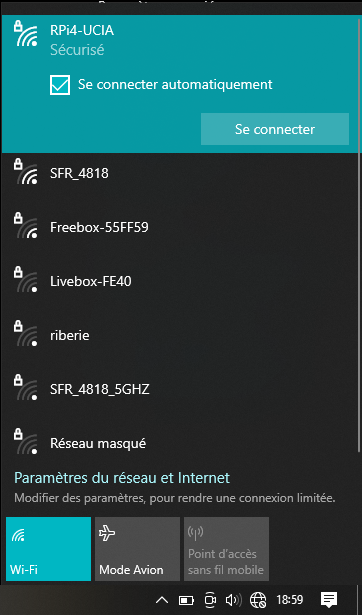 RPi4-UCIA
Sécurisé
Se connecter automatiquement
Se connecter
SFR_4818
Freebox-55FF59
Livebox-FE40
riberie
SFR_4818_5GHZ
Réseau masqué
Paramètres du réseau et Internet
Modifier des paramètres, pour rendre une connexion limitée.
Wi-Fi
Mode Avion
Point d'accès
sans fil mobile
18:59